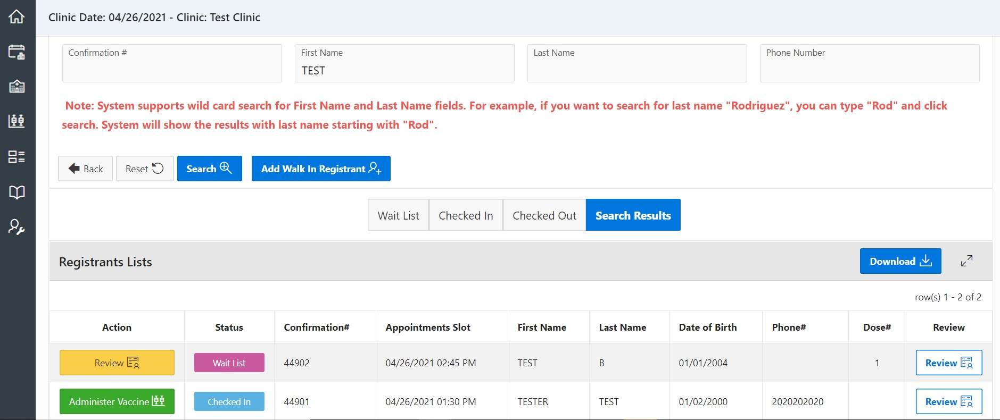 Clinic Date: 04/26/2021 - Clinic: Test Clinic
Confirmation # First Name Last Name Phone Number
TEST
Note: System supports wild card search for First Name and Last Name fields. For example, if you want to search for last name "Rodriguez", you can type "Rod" and click
search. System will show the results with last name starting with "Rod".
Back Reset Search Add Walk In Registrant
Wait List Checked In Checked Out Search Results
Registrants Lists Download
row(s) 1 - 2 of 2
Action Status Confirmation# Appointments Slot First Name Last Name Date of Birth Phone# Dose# Review
Review Wait List 44902 04/26/2021 02:45 PM TEST B 01/01/2004 1 Review
Administer Vaccine Checked In 44901 04/26/2021 01:30 PM TESTER TEST 01/02/2000 2020202020 Review